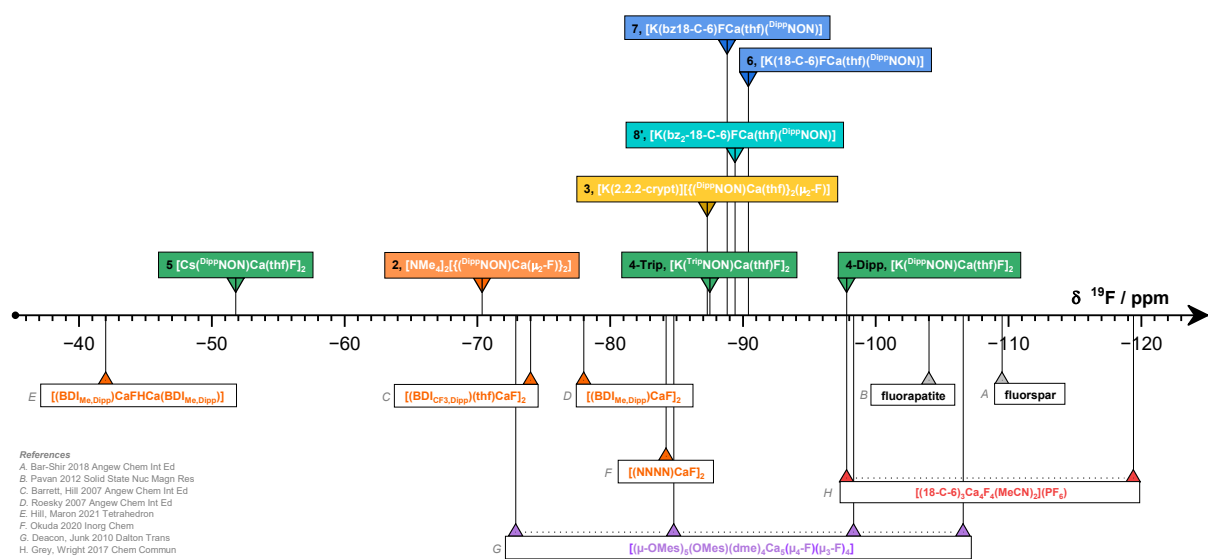 7, [K(bz18-C-6)FCa(thf)(ᴰⁱᵖᵖNON)]
6, [K(18-C-6)FCa(thf)(ᴰⁱᵖᵖNON)]
8', [K(bz₂-18-C-6)FCa(thf)(ᴰⁱᵖᵖNON)]
3, [K(2.2.2-crypt)][{(ᴰⁱᵖᵖNON)Ca(thf)}₂(μ₂-F)]
5 [Cs(ᴰⁱᵖᵖNON)Ca(thf)F]₂
2, [NMe₄]₂[{(ᴰⁱᵖᵖNON)Ca(μ₂-F)}₂]
4-Trip, [K(ᵀʳⁱᵖNON)Ca(thf)F]₂
4-Dipp, [K(ᴰⁱᵖᵖNON)Ca(thf)F]₂
δ ¹⁹F / ppm
−40 −50 −60 −70 −80 −90 −100 −110 −120
E [(BDI_Me,Dipp)CaFHCa(BDI_Me,Dipp)]
C [(BDI_CF3,Dipp)(thf)CaF]₂
D [(BDI_Me,Dipp)CaF]₂
B fluorapatite
A fluorspar
F [(NNNN)CaF]₂
H [(18-C-6)₃Ca₄F₄(MeCN)₂](PF₆)
G [(μ-OMes)₅(OMes)(dme)₄Ca₅(μ₄-F)(μ₃-F)₄]
References
A. Bar-Shir 2018 Angew Chem Int Ed
B. Pavan 2012 Solid State Nuc Magn Res
C. Barrett, Hill 2007 Angew Chem Int Ed
D. Roesky 2007 Angew Chem Int Ed
E. Hill, Maron 2021 Tetrahedron
F. Okuda 2020 Inorg Chem
G. Deacon, Junk 2010 Dalton Trans
H. Grey, Wright 2017 Chem Commun